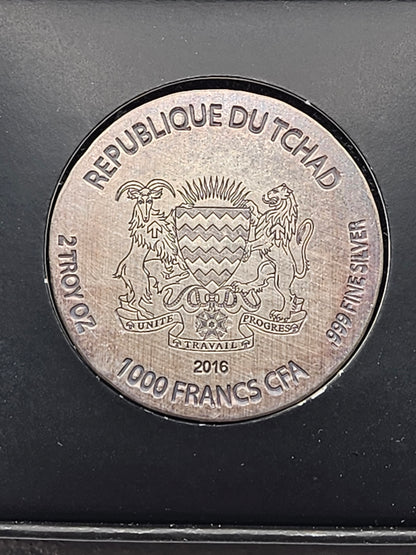 REPUBLIQUE DU TCHAD
2 TROY OZ
999 FINE SILVER
UNITE
PROGRES
TRAVAIL
2016
1000 FRANCS CFA